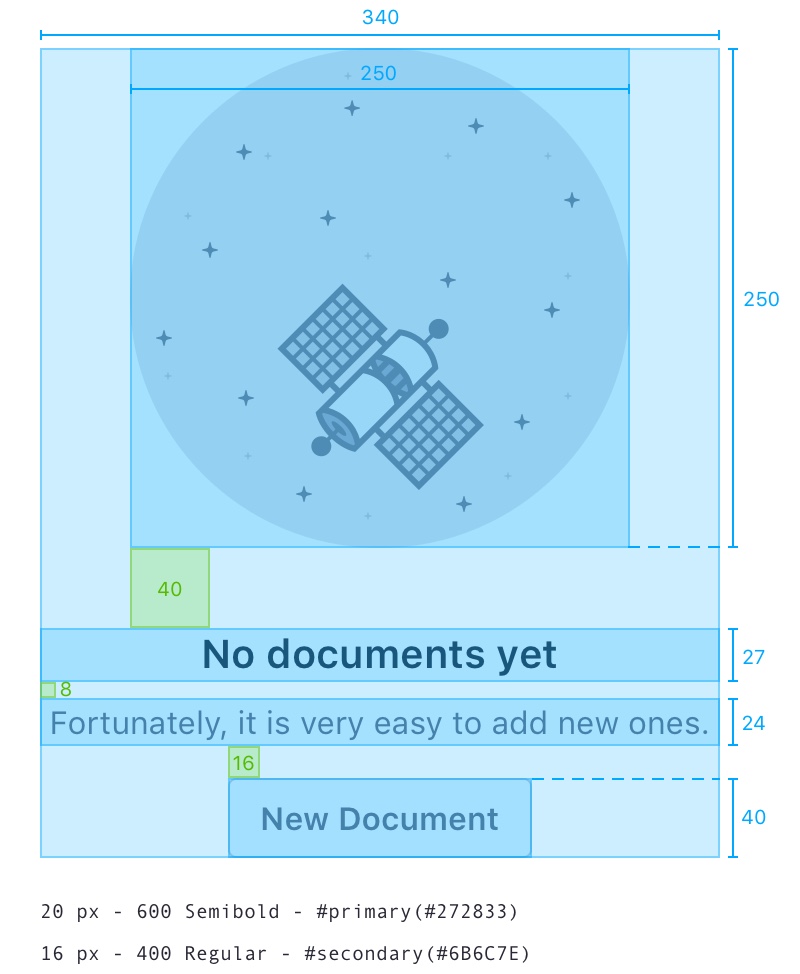 340
250
250
40
No documents yet
27
8
Fortunately, it is very easy to add new ones.
24
16
New Document
40
20 px - 600 Semibold - #primary(#272833)
16 px - 400 Regular - #secondary(#6B6C7E)